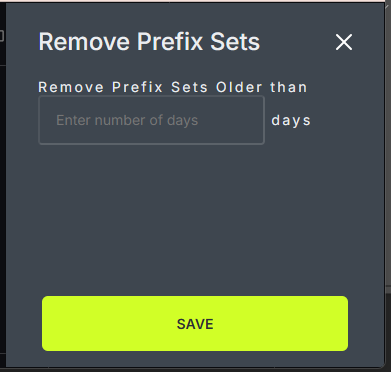 Remove Prefix Sets
Remove Prefix Sets Older than
Enter number of days
days
SAVE